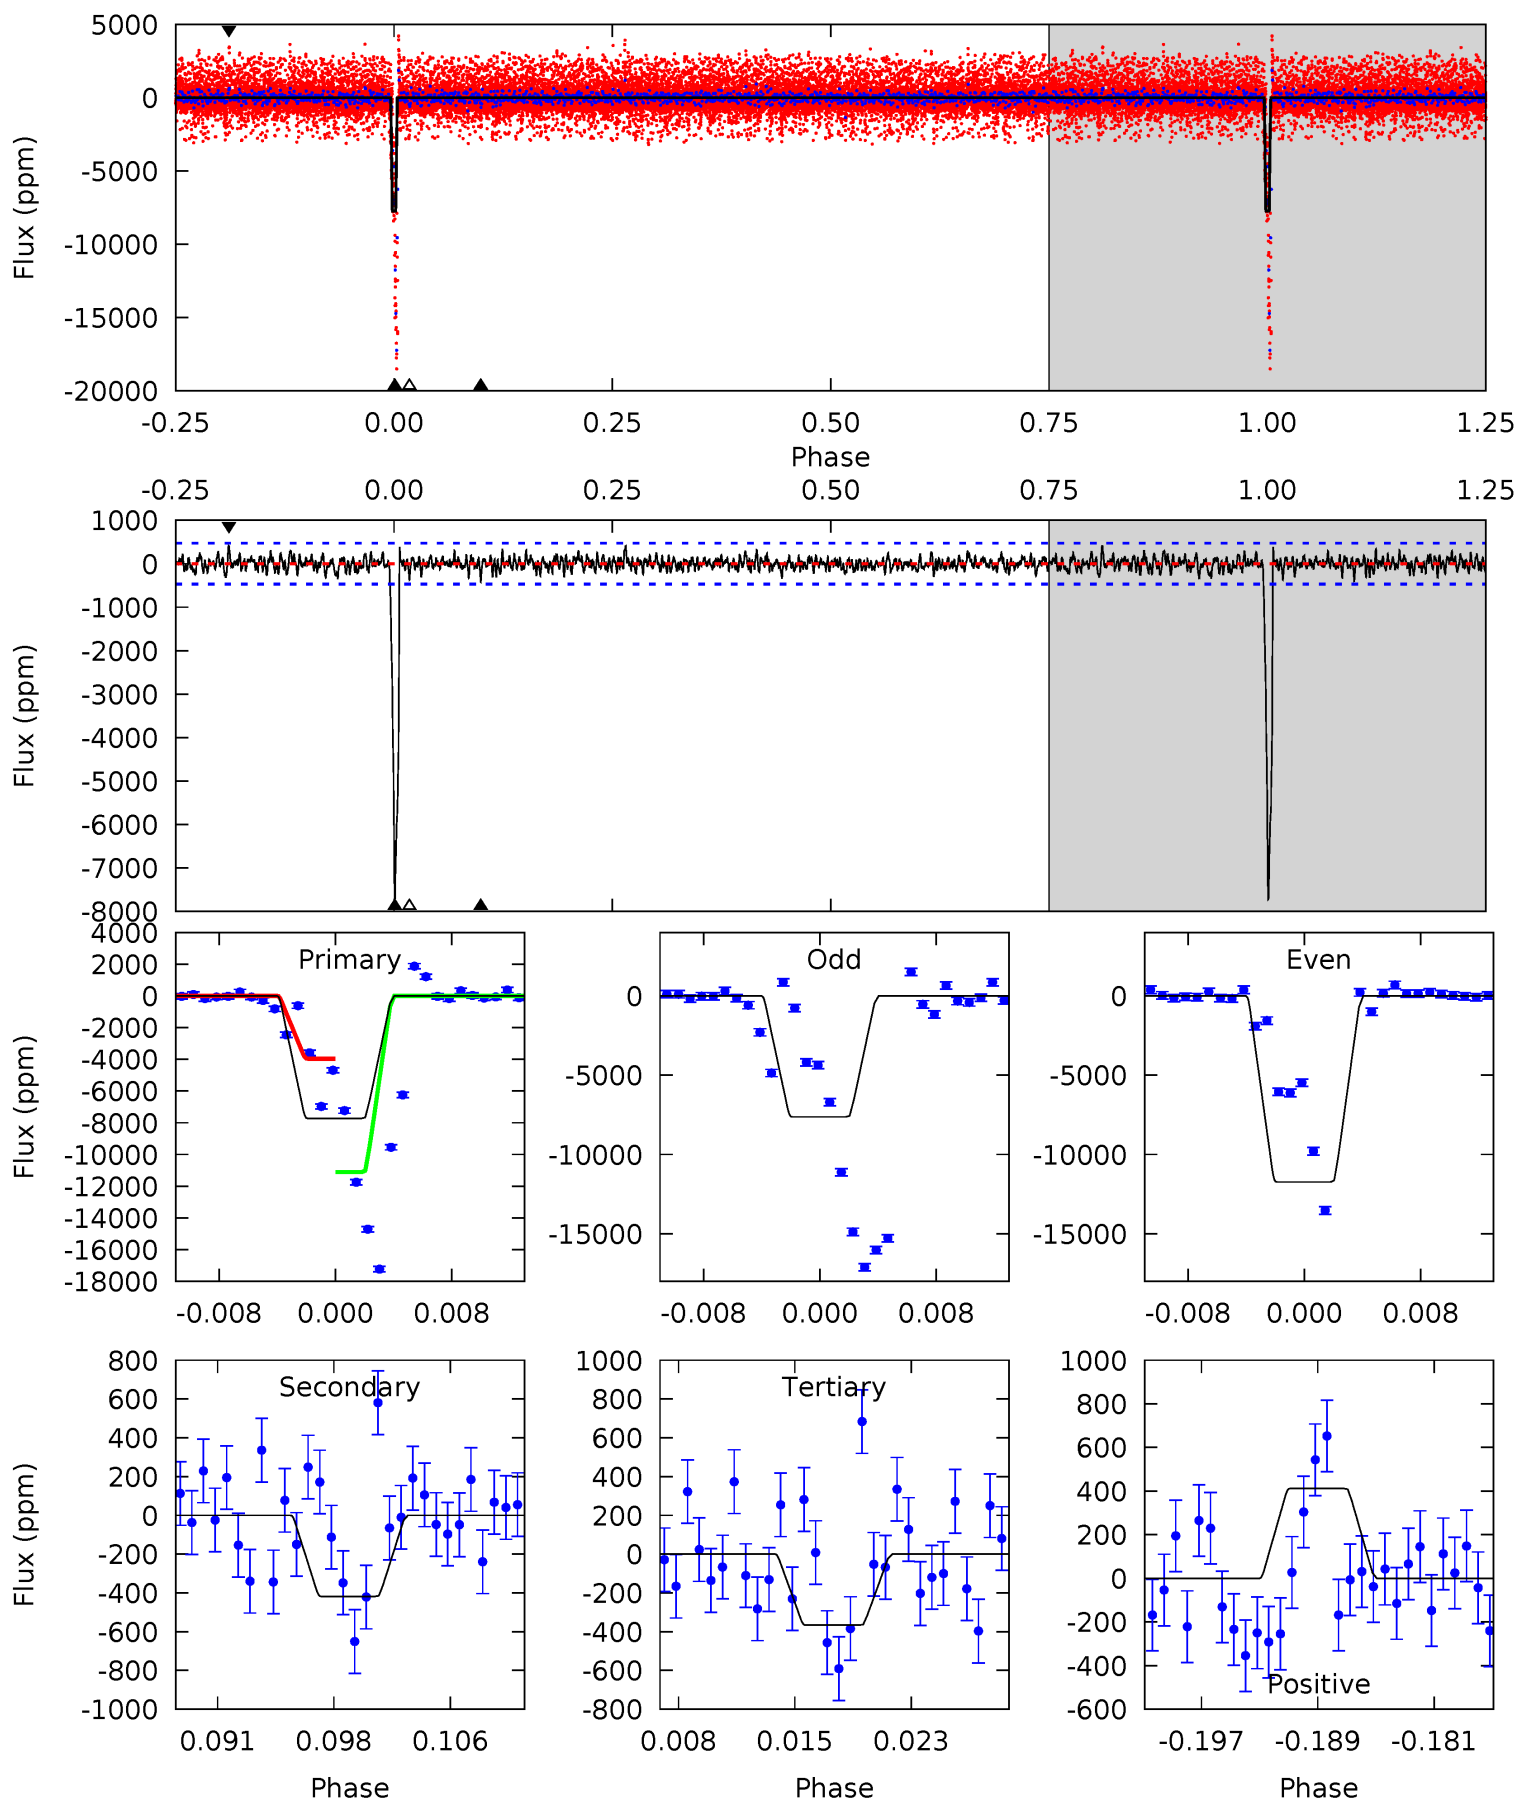 5000
0
-5000
-10000
-15000
-20000
Flux (ppm)
-0.25 0.00 0.25 0.50 0.75 1.00 1.25
Phase
-0.25 0.00 0.25 0.50 0.75 1.00 1.25
1000
0
-1000
-2000
-3000
-4000
-5000
-6000
-7000
-8000
Flux (ppm)
Primary
4000
2000
0
-2000
-4000
-6000
-8000
-10000
-12000
-14000
-16000
-18000
Flux (ppm)
-0.008 0.000 0.008
Odd
0
-5000
-10000
-15000
-0.008 0.000 0.008
Even
0
-5000
-10000
-15000
-0.008 0.000 0.008
Secondary
800
600
400
200
0
-200
-400
-600
-800
-1000
Flux (ppm)
0.091 0.098 0.106
Phase
Tertiary
1000
800
600
400
200
0
-200
-400
-600
-800
0.008 0.015 0.023
Phase
1000
800
600
400
200
0
-200
-400
-600
Positive
-0.197 -0.189 -0.181
Phase